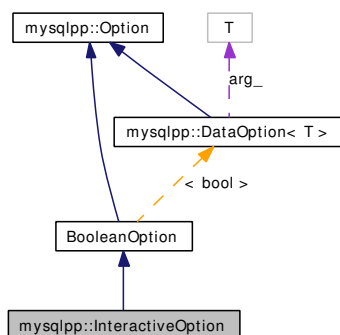 mysqlpp::Option
T
arg_
mysqlpp::DataOption< T >
< bool >
BooleanOption
mysqlpp::InteractiveOption